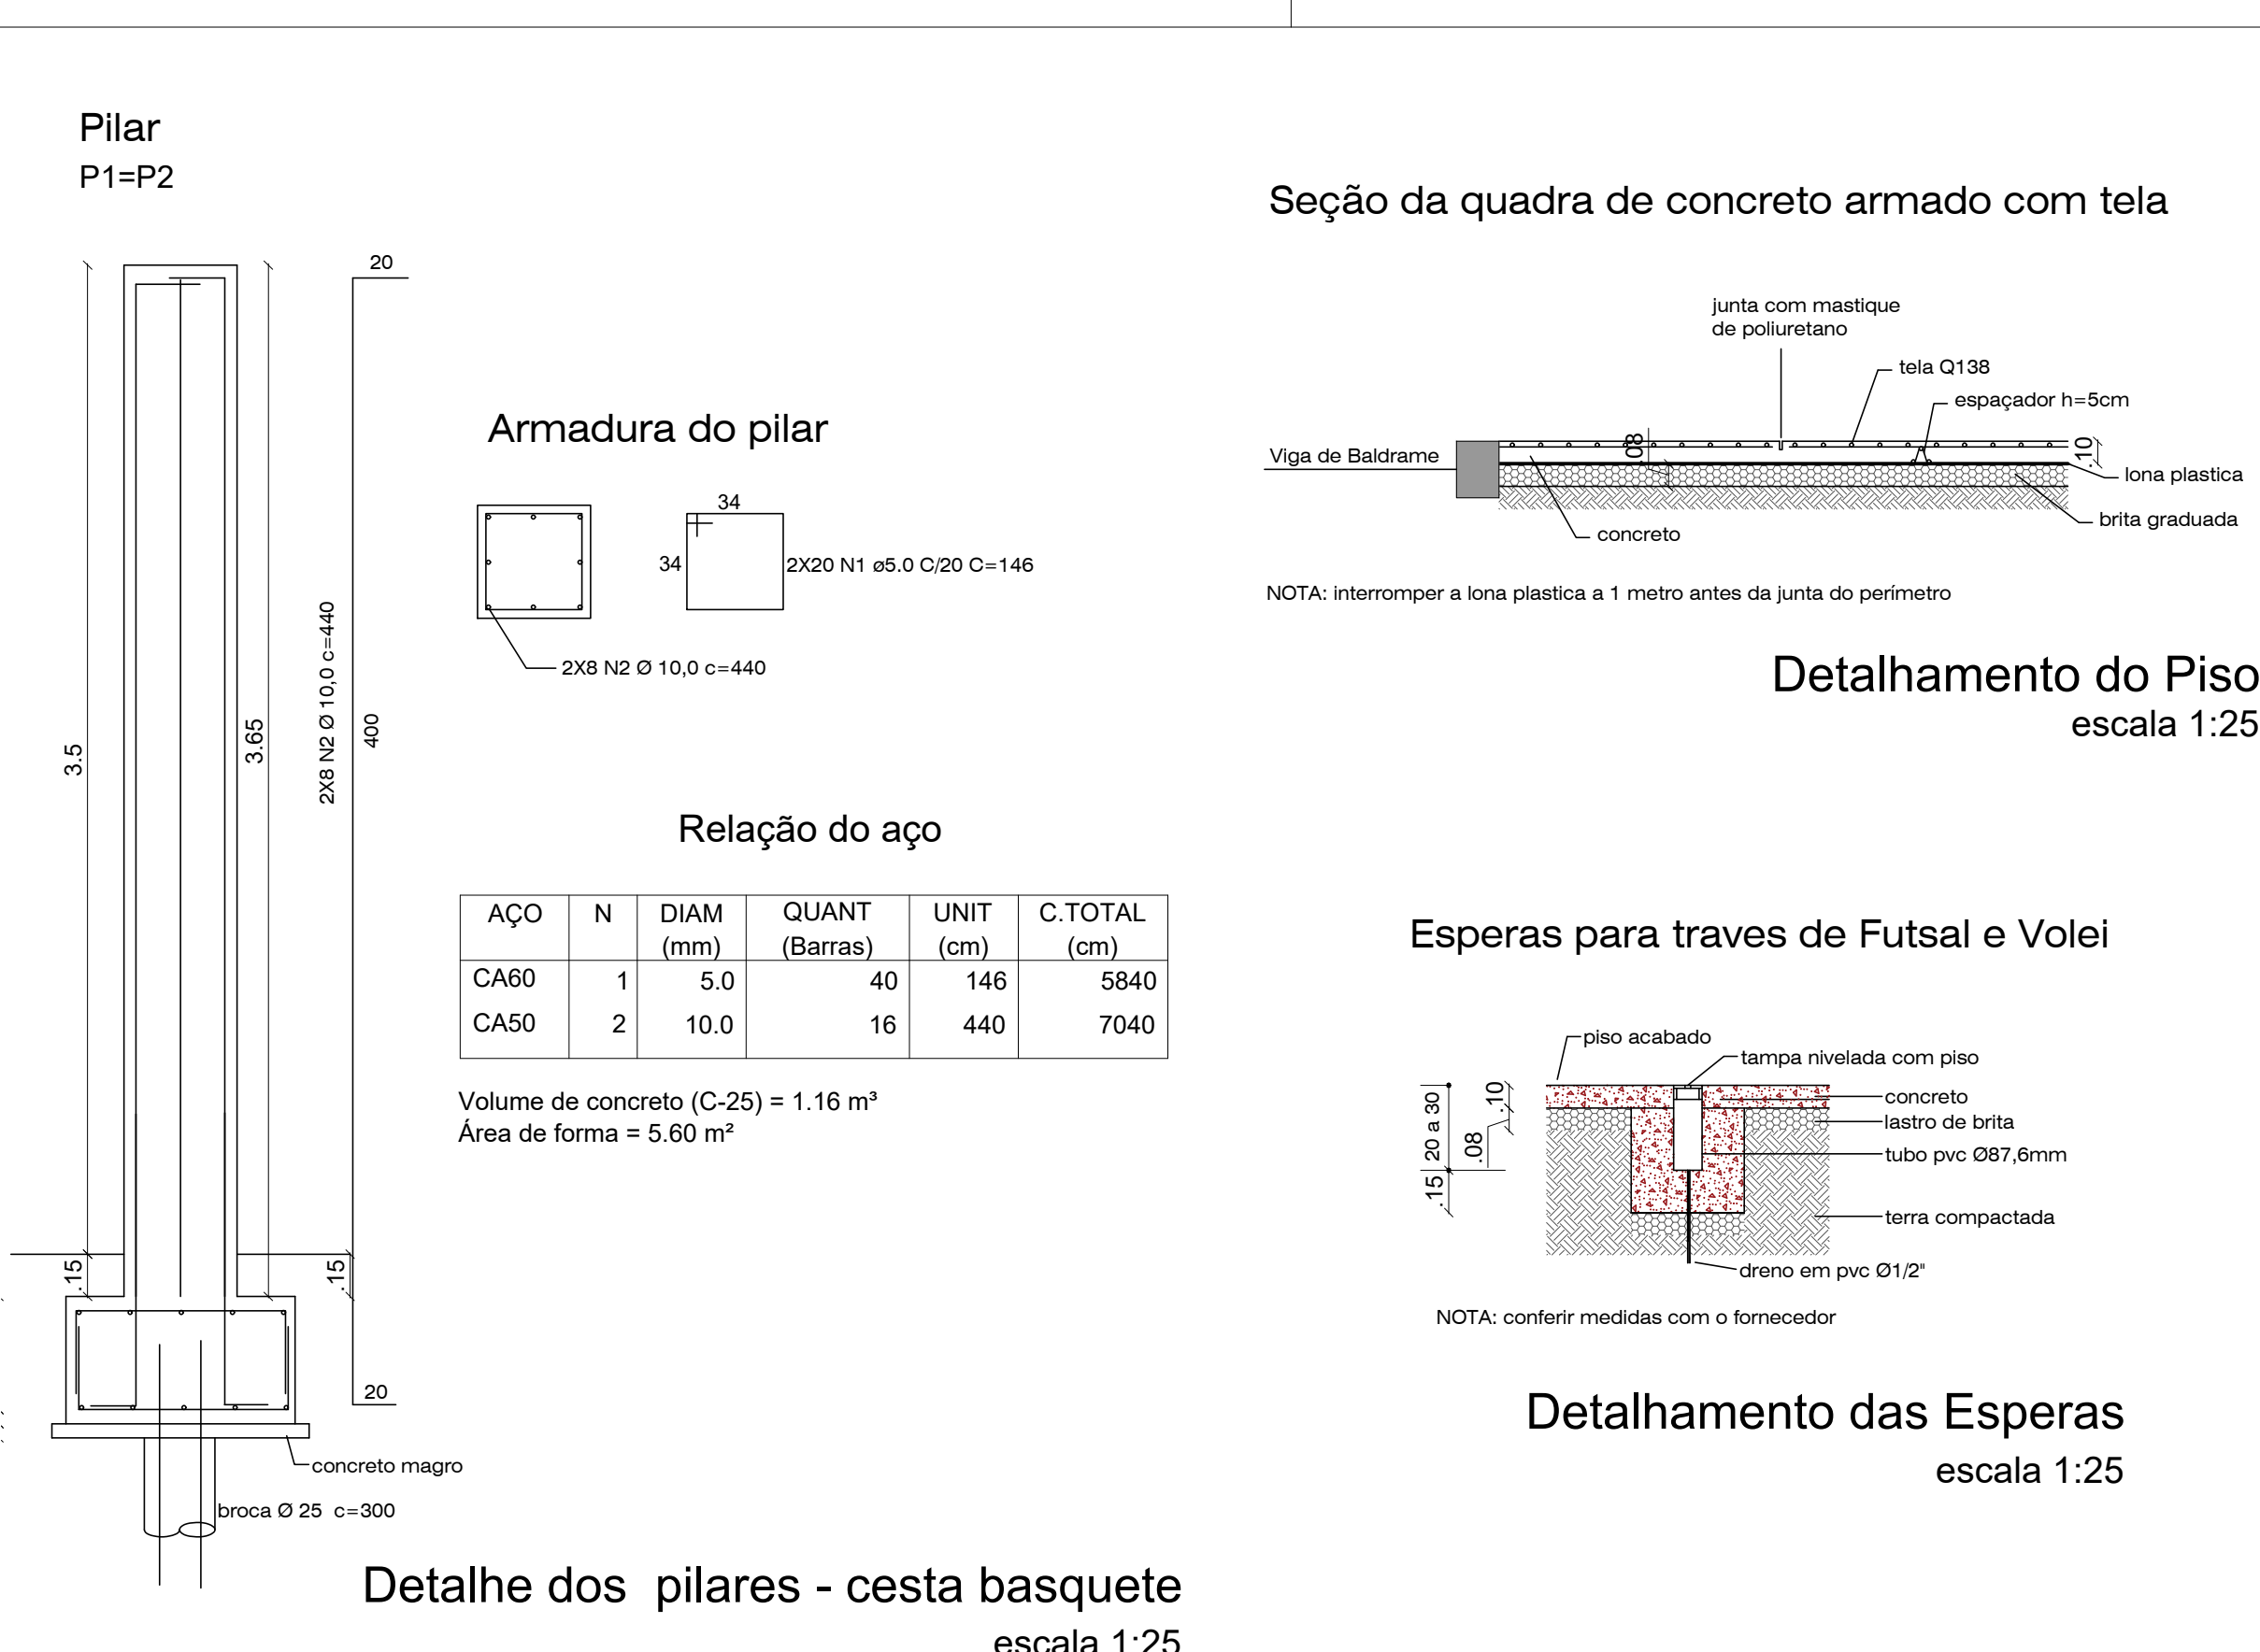 Pilar
P1=P2
3.5
3.65
.15
.15
20
2X8 N2 Ø 10,0 c=440
400
20
concreto magro
broca Ø 25 c=300
Armadura do pilar
34
34
2X20 N1 ø5.0 C/20 C=146
2X8 N2 Ø 10,0 c=440
Relação do aço
AÇO N DIAM (mm) QUANT (Barras) UNIT (cm) C.TOTAL (cm)
CA60 1 5.0 40 146 5840
CA50 2 10.0 16 440 7040
Volume de concreto (C-25) = 1.16 m³
Área de forma = 5.60 m²
Detalhe dos pilares - cesta basquete
escala 1:25
Seção da quadra de concreto armado com tela
junta com mastique
de poliuretano
tela Q138
espaçador h=5cm
Viga de Baldrame
.08
.10
lona plastica
brita graduada
concreto
NOTA: interromper a lona plastica a 1 metro antes da junta do perímetro
Detalhamento do Piso
escala 1:25
Esperas para traves de Futsal e Volei
piso acabado
tampa nivelada com piso
20 a 30
.10
.08
.15
concreto
lastro de brita
tubo pvc Ø87,6mm
terra compactada
dreno em pvc Ø1/2"
NOTA: conferir medidas com o fornecedor
Detalhamento das Esperas
escala 1:25